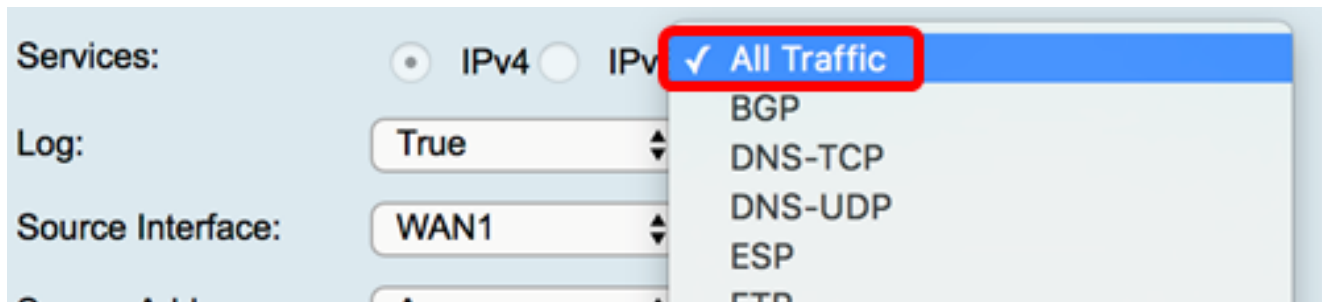 Services: IPv4 IPv ✓ All Traffic
BGP
Log: True
DNS-TCP
DNS-UDP
Source Interface: WAN1
ESP